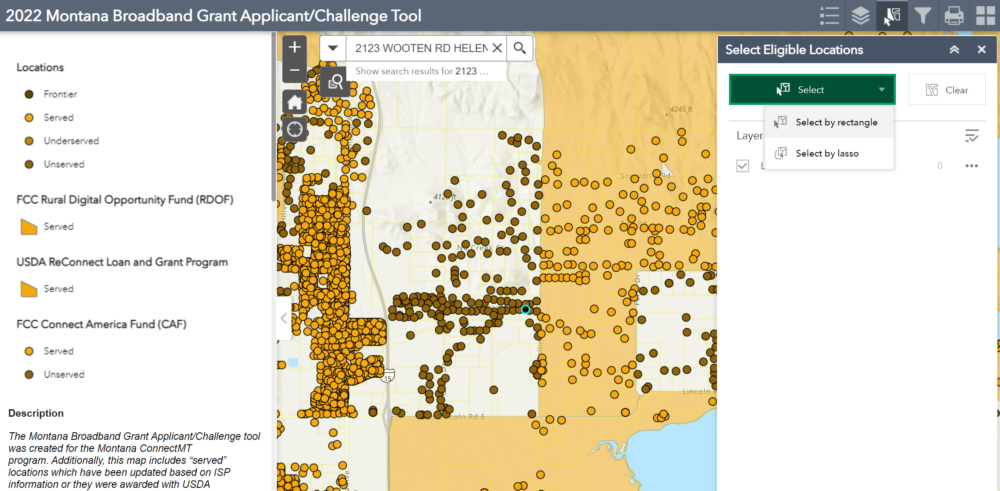 2022 Montana Broadband Grant Applicant/Challenge Tool
Locations
Frontier
Served
Underserved
Unserved
FCC Rural Digital Opportunity Fund (RDOF)
Served
USDA ReConnect Loan and Grant Program
Served
FCC Connect America Fund (CAF)
Served
Unserved
Description
The Montana Broadband Grant Applicant/Challenge tool
was created for the Montana ConnectMT
program. Additionally, this map includes “served”
locations which have been updated based on ISP
information or they were awarded with USDA
2123 WOOTEN RD HELEN
Show search results for 2123 ...
4245 ft
4126 ft
No Creek Ct
15
Lincoln Rd E
Lincoln R
Select Eligible Locations
Select
Clear
Select by rectangle
Layer
Select by lasso
L
0